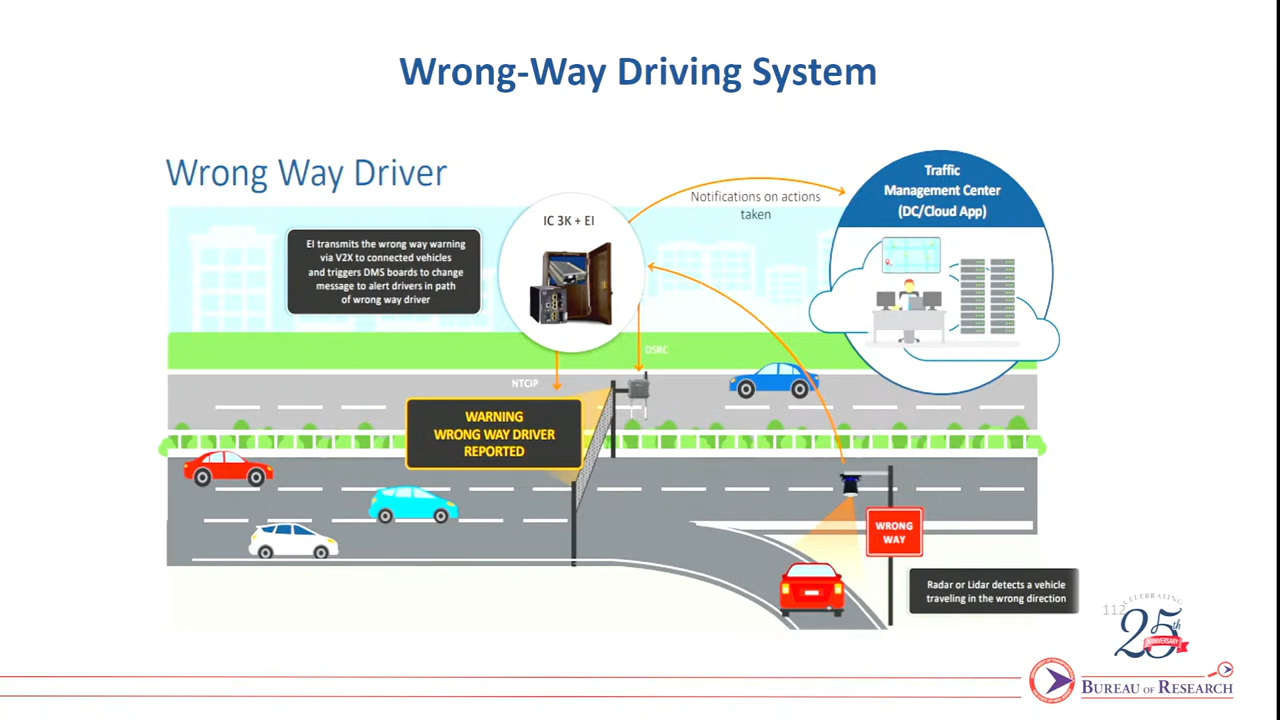 Wrong-Way Driving System
Wrong Way Driver
EI transmits the wrong way warning
via V2X to connected vehicles
and triggers DMS boards to change
message to alert drivers in path
of wrong way driver
IC 3K + EI
Notifications on actions
taken
Traffic
Management Center
(DC/Cloud App)
DSRC
NTCIP
WARNING
WRONG WAY DRIVER
REPORTED
WRONG
WAY
Radar or Lidar detects a vehicle
traveling in the wrong direction
112
CELEBRATING
25th
ANNIVERSARY
BUREAU OF RESEARCH